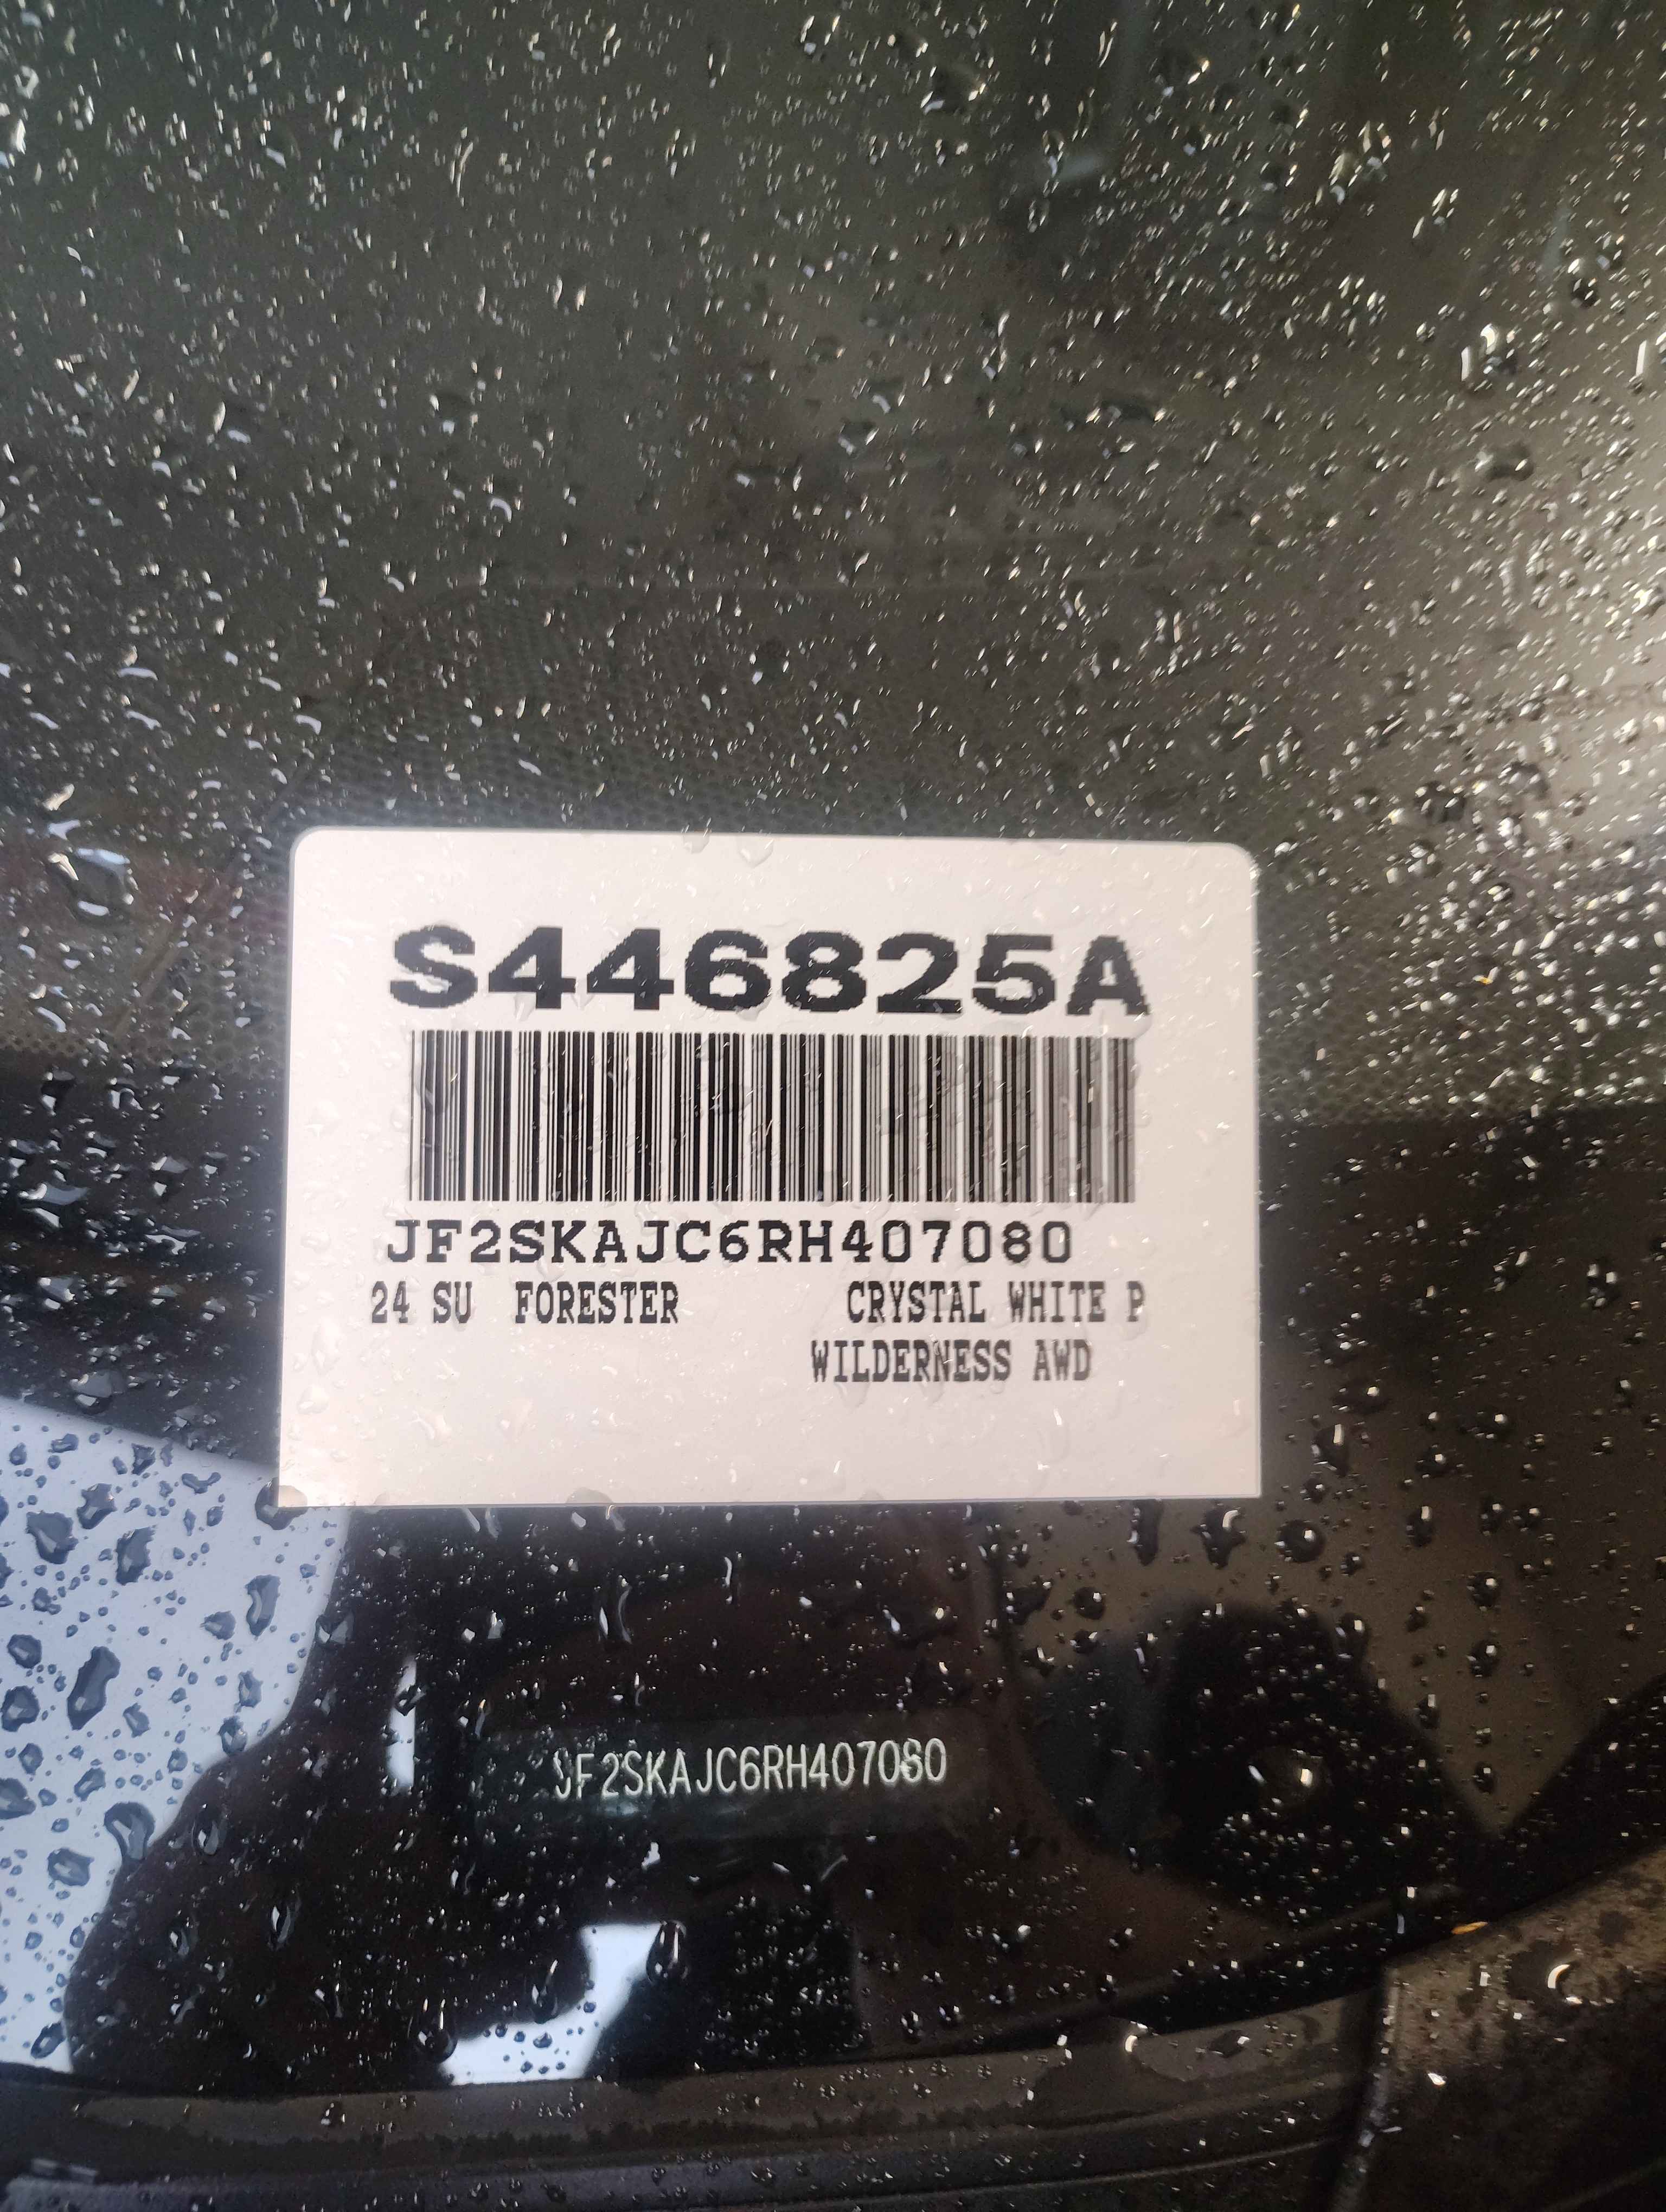 S446825A
JF2SKAJC6RH407080
24 SU FORESTER CRYSTAL WHITE P
WILDERNESS AWD
JF2SKAJC6RH407080